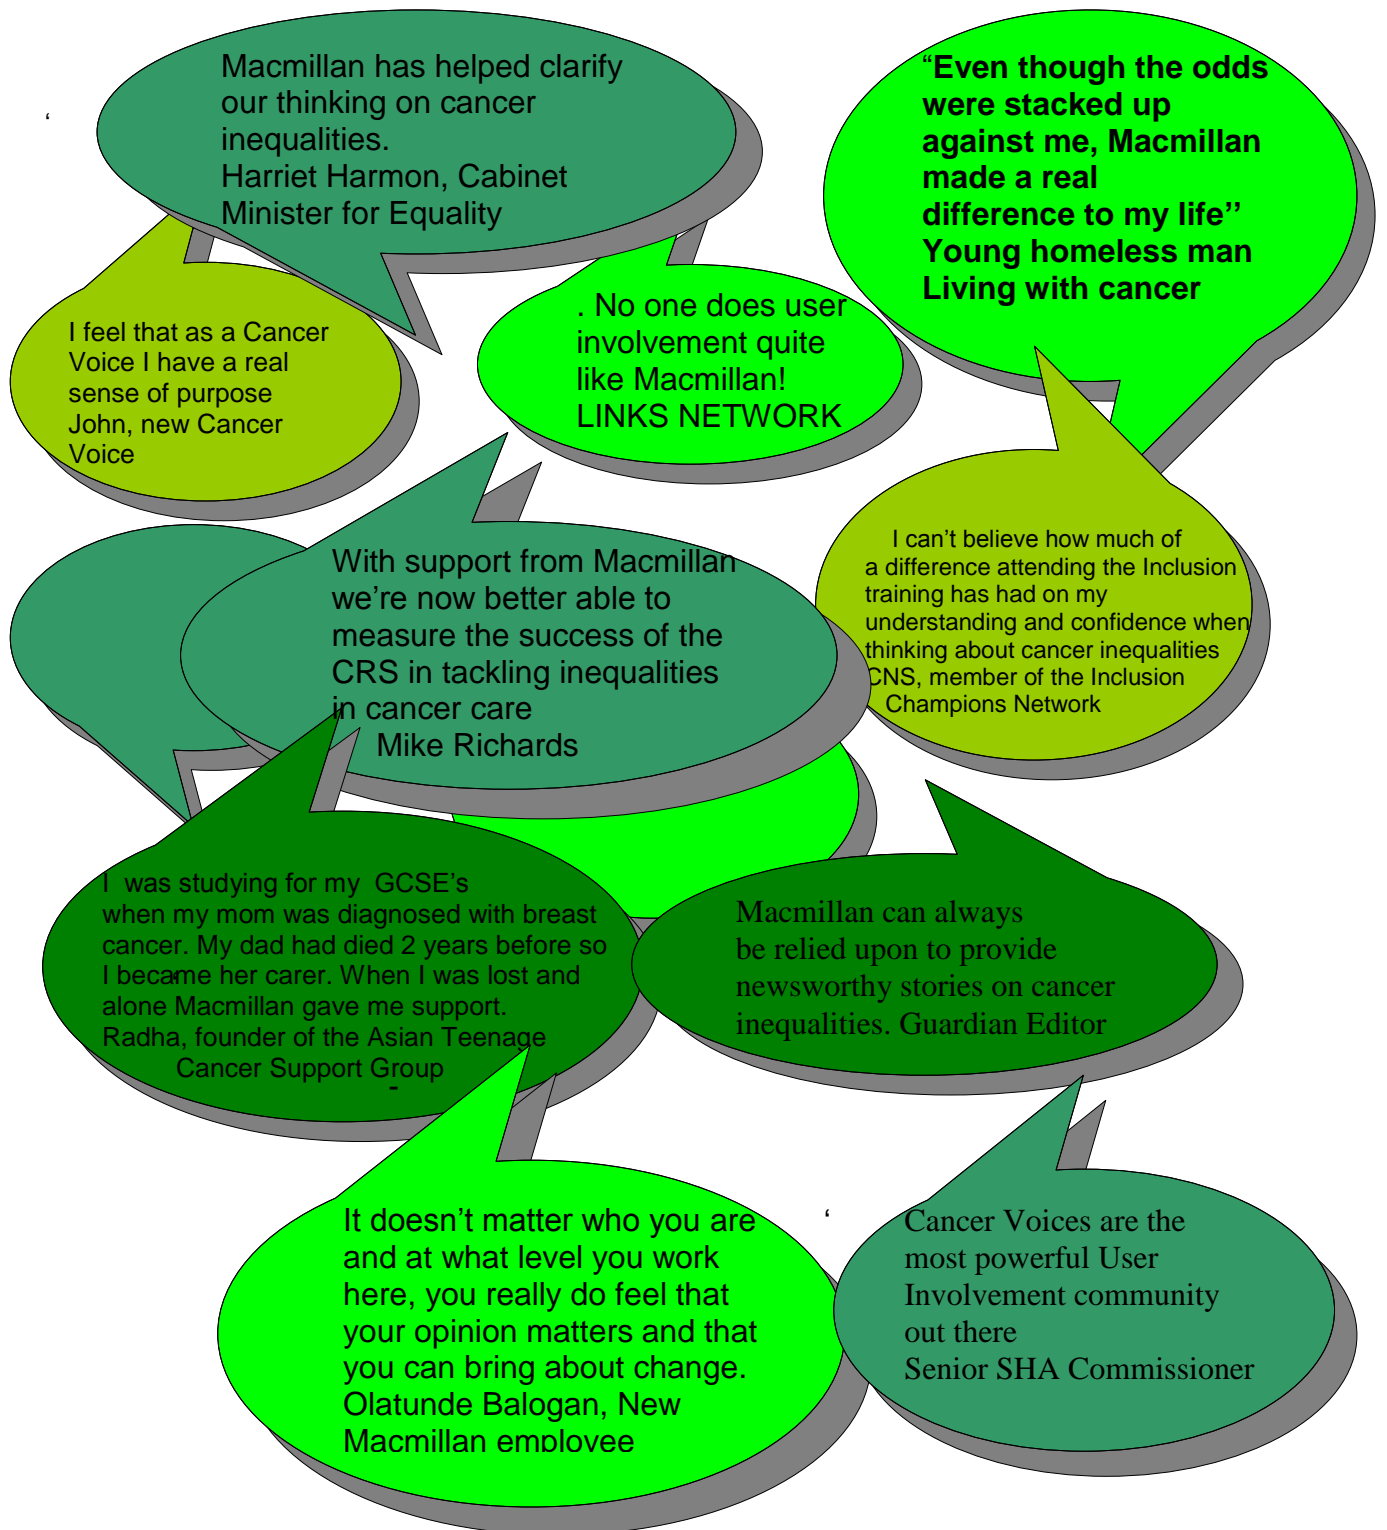 Macmillan has helped clarify
our thinking on cancer
inequalities.
Harriet Harmon, Cabinet
Minister for Equality
“Even though the odds
were stacked up
against me, Macmillan
made a real
difference to my life’’
Young homeless man
Living with cancer
‘
I feel that as a Cancer
Voice I have a real
sense of purpose
John, new Cancer
Voice
. No one does user
involvement quite
like Macmillan!
LINKS NETWORK
With support from Macmillan
we’re now better able to
measure the success of the
CRS in tackling inequalities
in cancer care
Mike Richards
I can’t believe how much of
a difference attending the Inclusion
training has had on my
understanding and confidence when
thinking about cancer inequalities
CNS, member of the Inclusion
Champions Network
I was studying for my GCSE’s
when my mom was diagnosed with breast
cancer. My dad had died 2 years before so
I became her carer. When I was lost and
alone Macmillan gave me support.
Radha, founder of the Asian Teenage
Cancer Support Group
-
Macmillan can always
be relied upon to provide
newsworthy stories on cancer
inequalities. Guardian Editor
It doesn’t matter who you are
and at what level you work
here, you really do feel that
your opinion matters and that
you can bring about change.
Olatunde Balogan, New
Macmillan employee
‘
Cancer Voices are the
most powerful User
Involvement community
out there
Senior SHA Commissioner